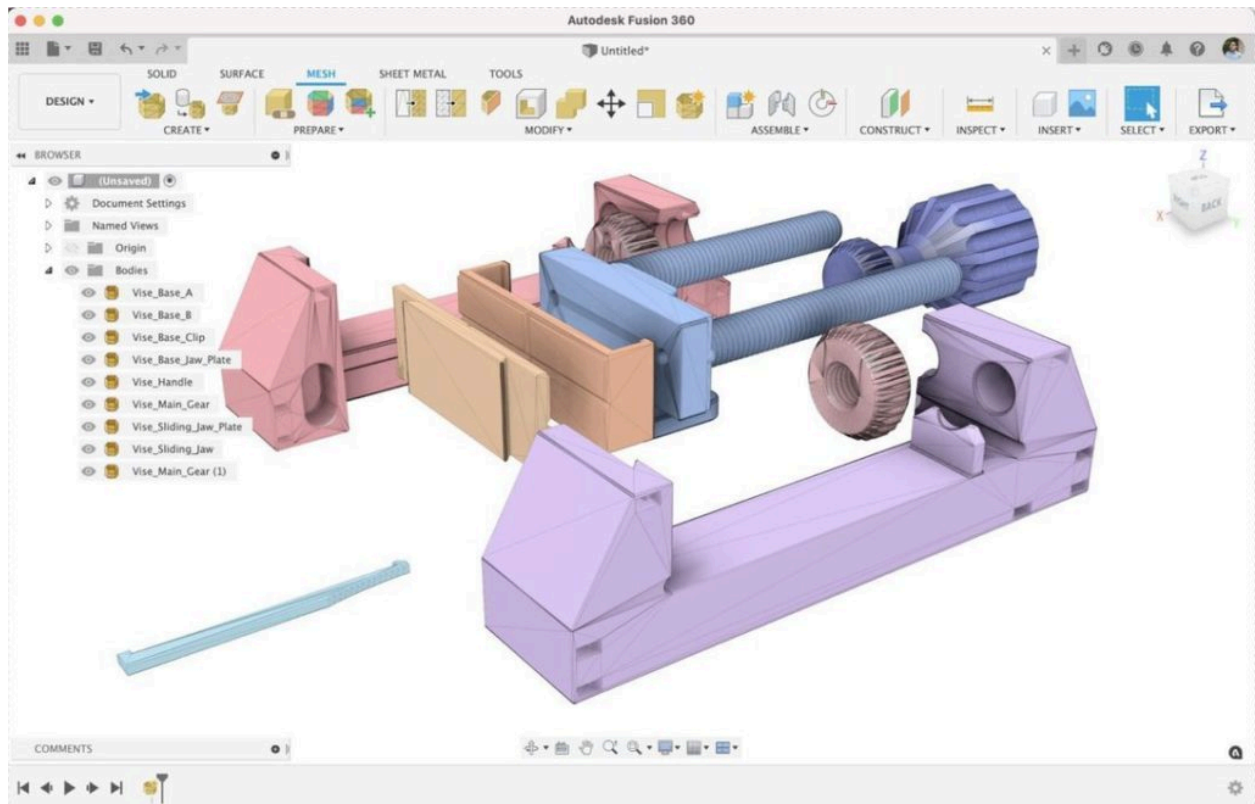 Autodesk Fusion 360
Untitled*
SOLID SURFACE MESH SHEET METAL TOOLS
DESIGN
CREATE PREPARE MODIFY ASSEMBLE CONSTRUCT INSPECT INSERT SELECT EXPORT
BROWSER
(Unsaved)
Document Settings
Named Views
Origin
Bodies
Vise_Base_A
Vise_Base_B
Vise_Base_Clip
Vise_Base_Jaw_Plate
Vise_Handle
Vise_Main_Gear
Vise_Sliding_Jaw_Plate
Vise_Sliding_Jaw
Vise_Main_Gear (1)
Z
X
BACK
Y
COMMENTS